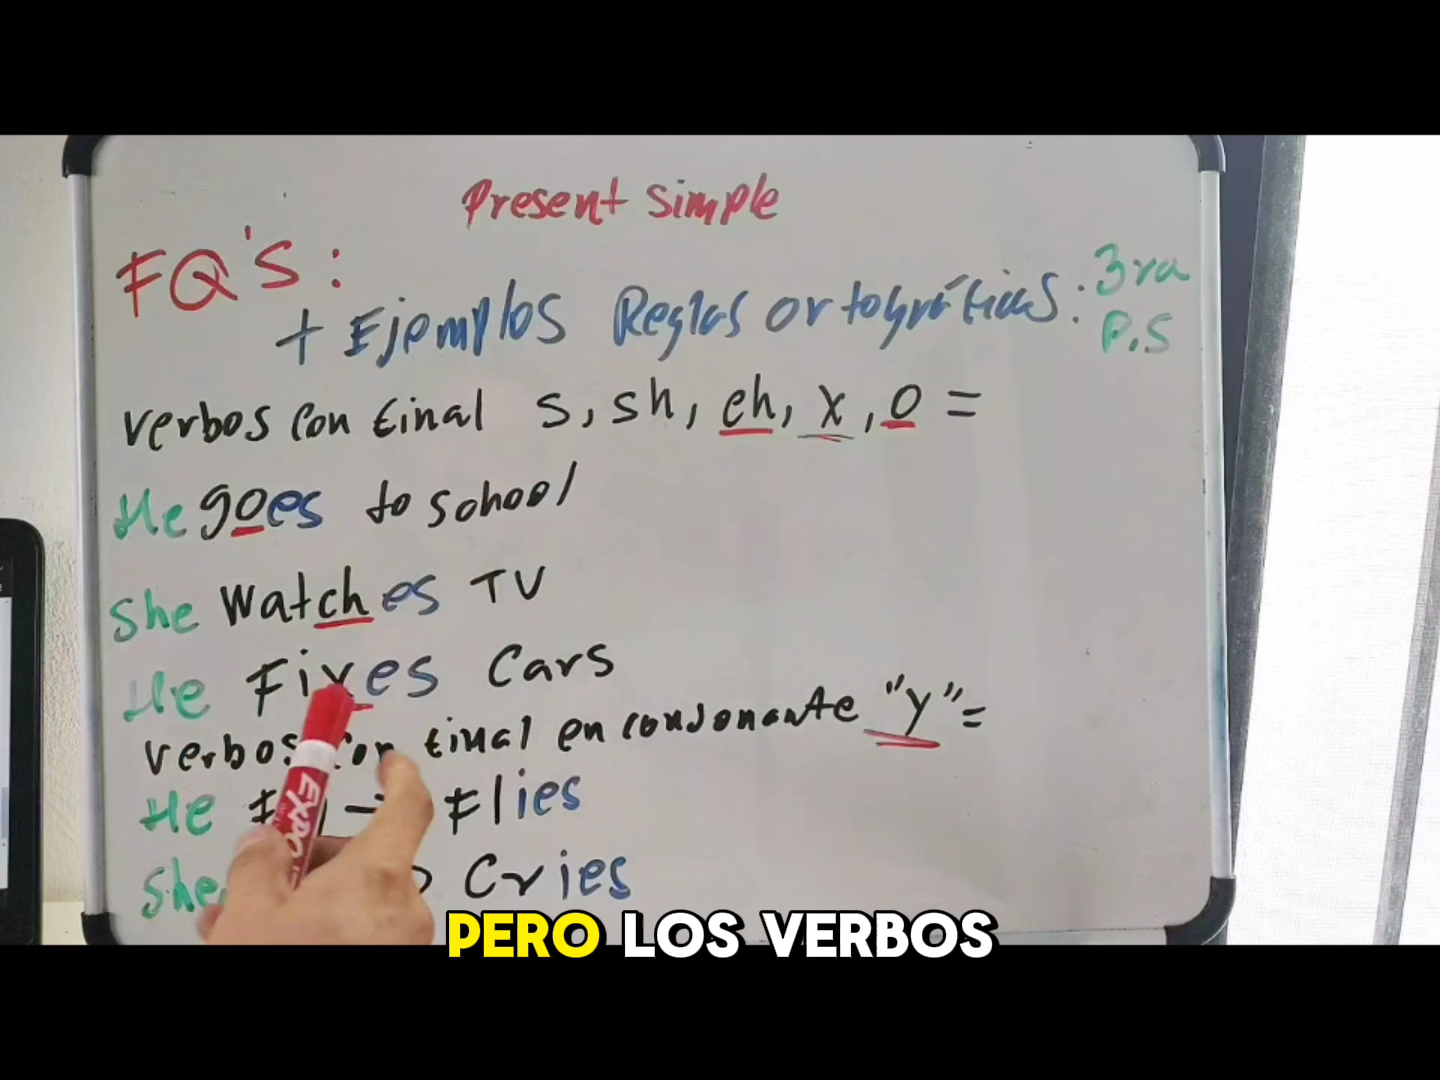 Present simple
FQ'S:
+ Ejemplos Reglas ortográficas: 3ra P.S
verbos con final s, sh, ch, x, o =
He goes to school
She watches TV
He Fixes Cars
verbos con final en consonante "y" =
He → Flies
She Cries
EXPO
PERO LOS VERBOS